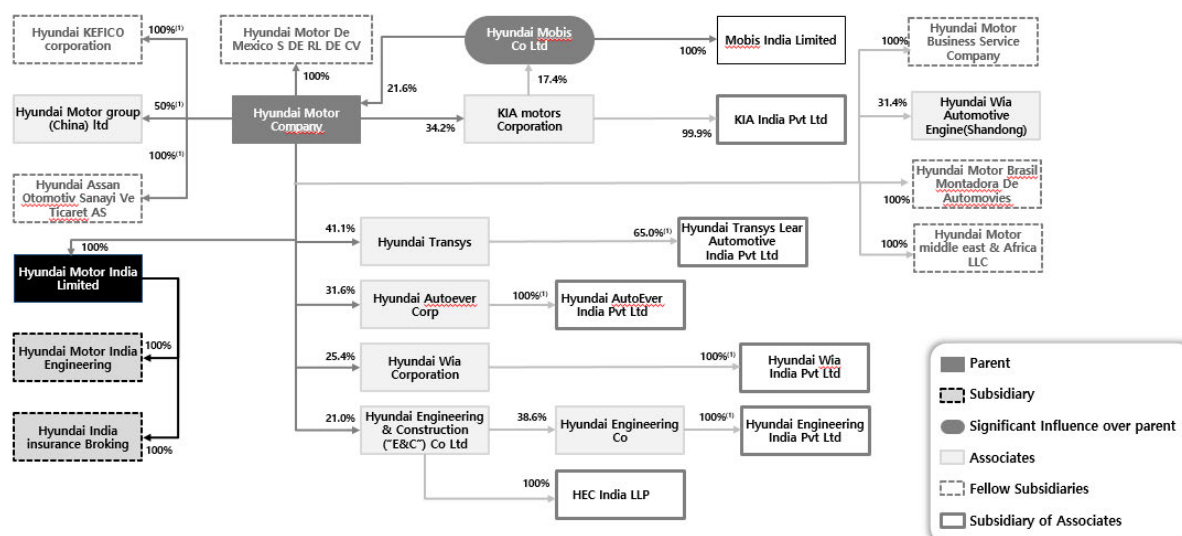 Hyundai KEFICO
corporation
100%(1)
Hyundai Motor De
Mexico S DE RL DE CV
100%
Hyundai Mobis
Co Ltd
100%
Mobis India Limited
100%
Hyundai Motor
Business Service
Company
21.6%
17.4%
Hyundai Motor group
(China) ltd
50%(1)
Hyundai Motor
Company
34.2%
KIA motors
Corporation
99.9%
KIA India Pvt Ltd
31.4%
Hyundai Wia
Automotive
Engine(Shandong)
100%(1)
Hyundai Assan
Otomotiv Sanayi Ve
Ticaret AS
Hyundai Motor Brasil
Montadora De
Automovies
100%
100%
Hyundai Motor India
Limited
41.1%
Hyundai Transys
65.0%(1)
Hyundai Transys Lear
Automotive
India Pvt Ltd
100%
Hyundai Motor
middle east & Africa
LLC
31.6%
Hyundai Autoever
Corp
100%(1)
Hyundai AutoEver
India Pvt Ltd
Hyundai Motor India
Engineering
100%
25.4%
Hyundai Wia
Corporation
100%(1)
Hyundai Wia
India Pvt Ltd
Hyundai India
insurance Broking
100%
21.0%
Hyundai Engineering
& Construction
("E&C") Co Ltd
38.6%
Hyundai Engineering
Co
100%(1)
Hyundai Engineering
India Pvt Ltd
100%
HEC India LLP
Parent
Subsidiary
Significant Influence over parent
Associates
Fellow Subsidiaries
Subsidiary of Associates